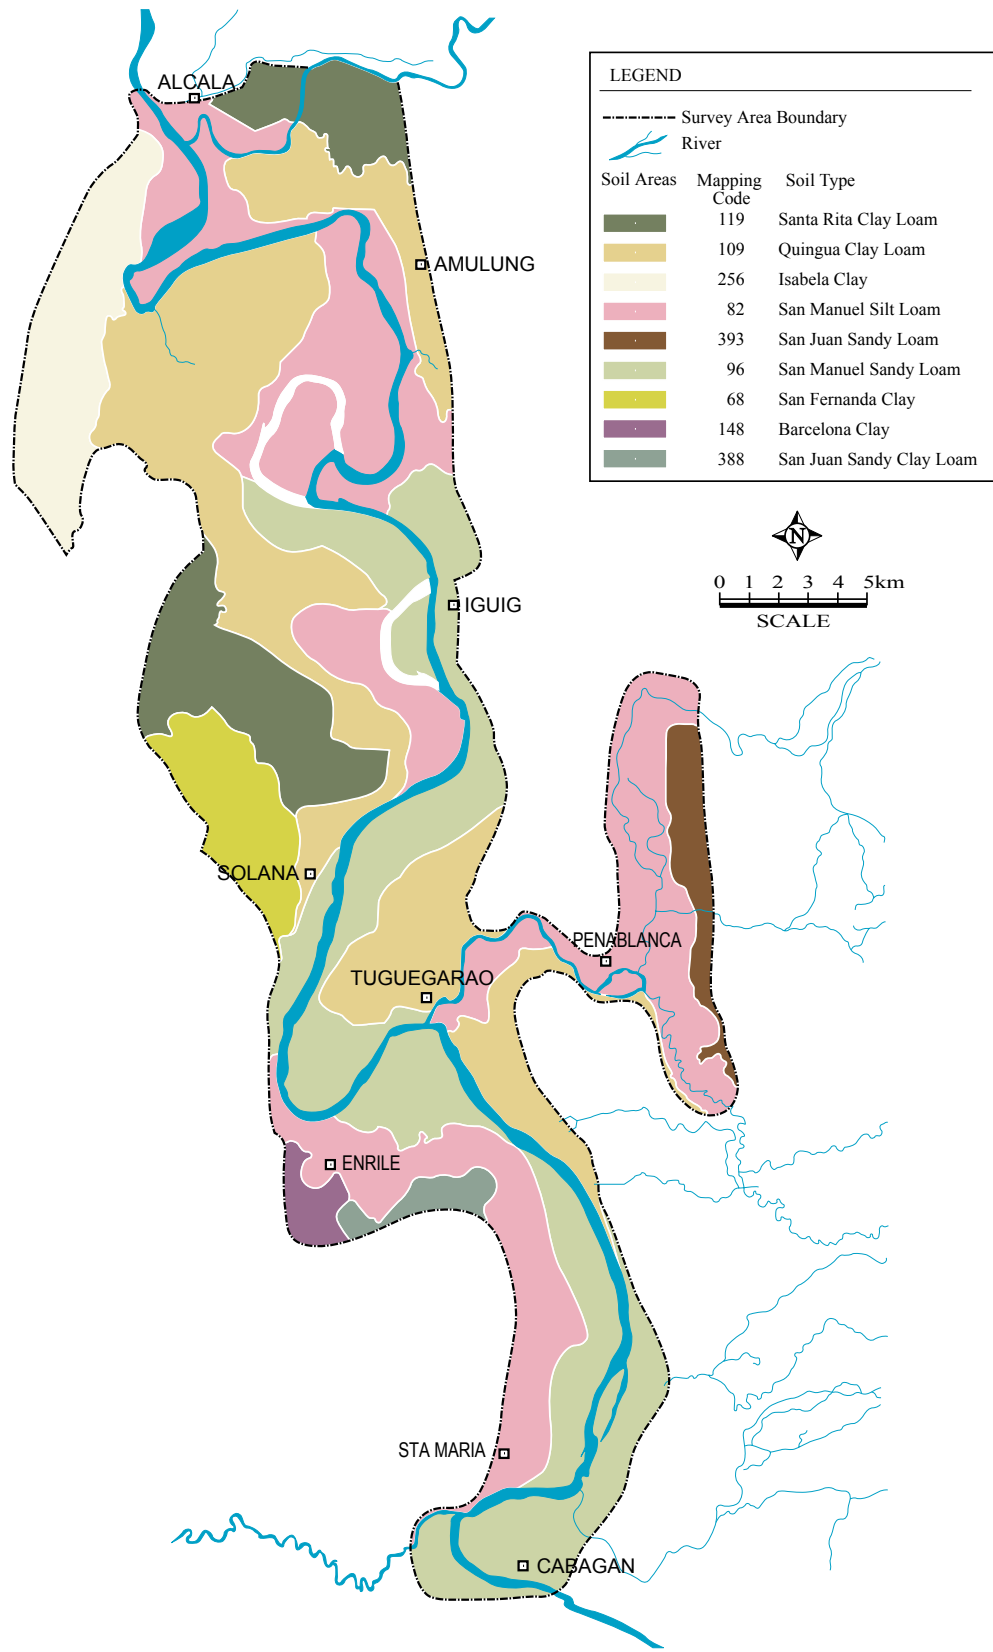 ALCALA
AMULUNG
IGUIG
SOLANA
PENABLANCA
TUGUEGARAO
ENRILE
STA MARIA
CABAGAN
LEGEND
Survey Area Boundary
River
Soil Areas Mapping Code Soil Type
119 Santa Rita Clay Loam
109 Quingua Clay Loam
256 Isabela Clay
82 San Manuel Silt Loam
393 San Juan Sandy Loam
96 San Manuel Sandy Loam
68 San Fernanda Clay
148 Barcelona Clay
388 San Juan Sandy Clay Loam
N
0 1 2 3 4 5km
SCALE